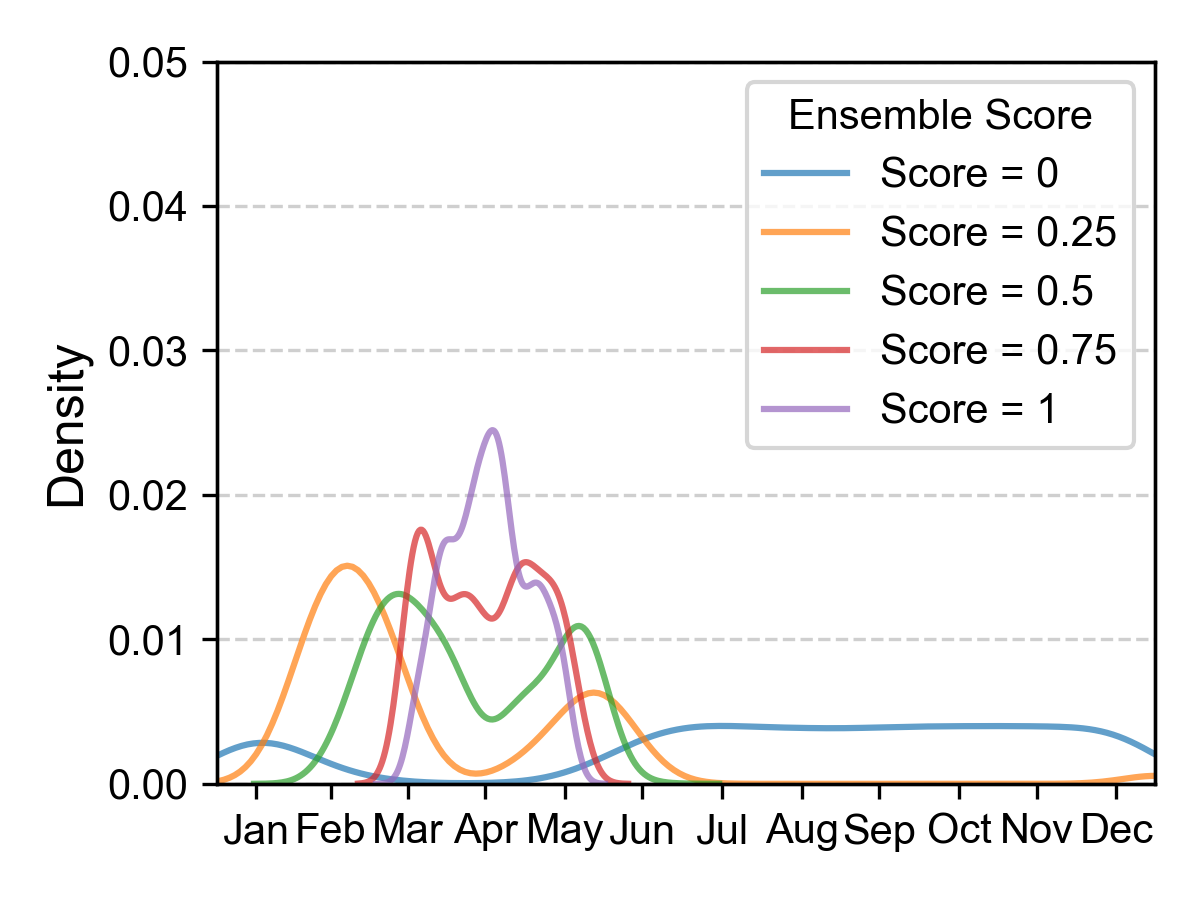 0.05
0.04
0.03
0.02
0.01
0.00
Density
Ensemble Score
Score = 0
Score = 0.25
Score = 0.5
Score = 0.75
Score = 1
Jan Feb Mar Apr May Jun Jul Aug Sep Oct Nov Dec